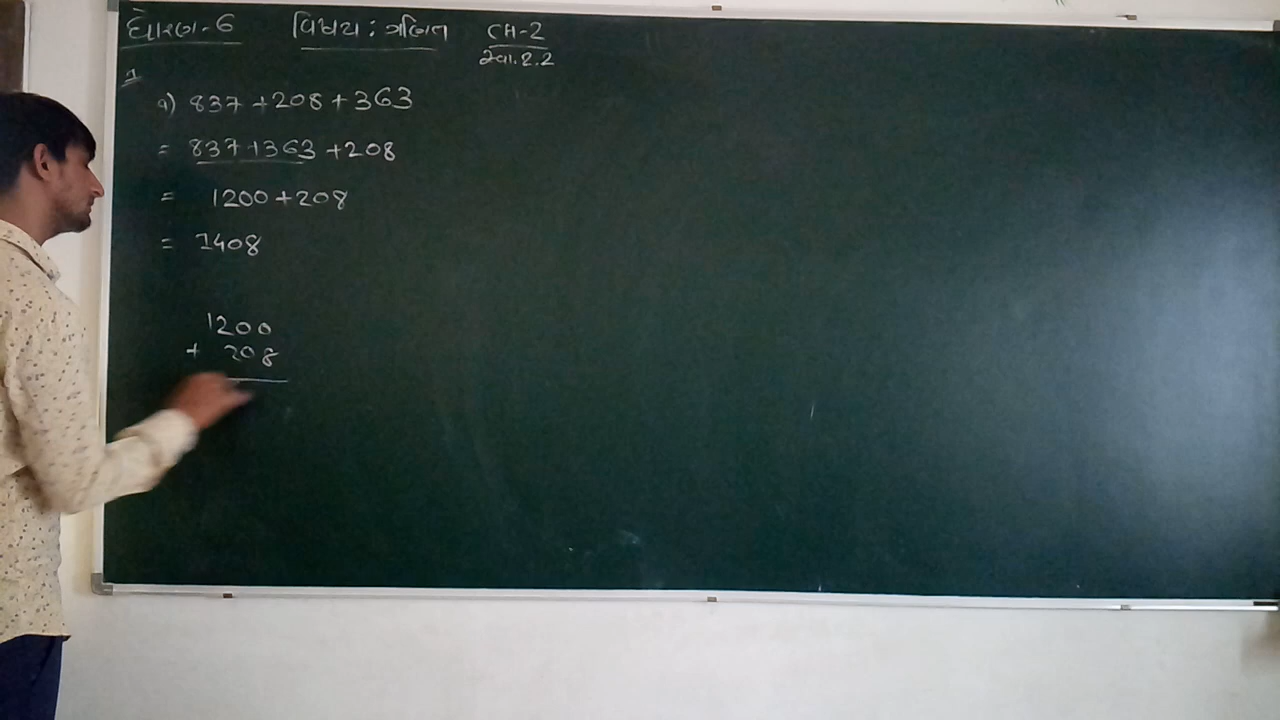 ધોરણ-6 વિષય : ગણિત CH-2
સ્વા.2.2
1
a) 837 + 208 + 363
= 837 + 363 + 208
= 1200 + 208
= 1408
1200
+ 208